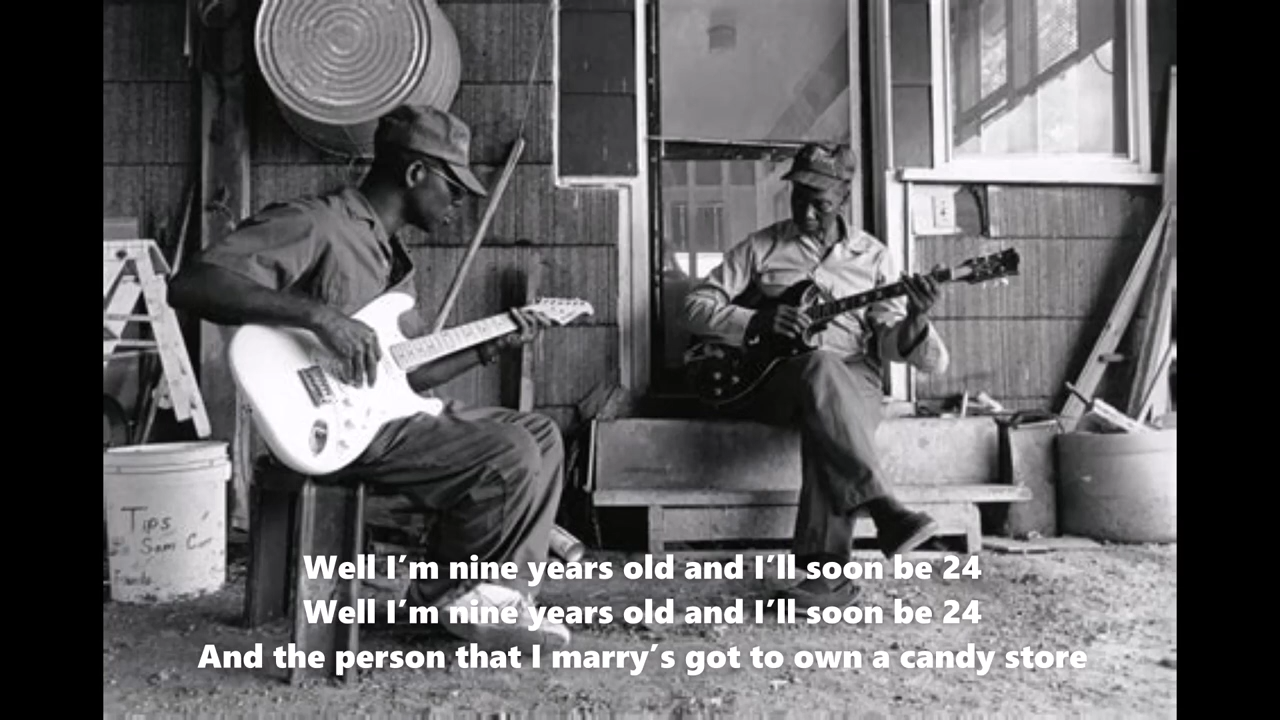 Tips
Well I’m nine years old and I’ll soon be 24
Well I’m nine years old and I’ll soon be 24
And the person that I marry’s got to own a candy store